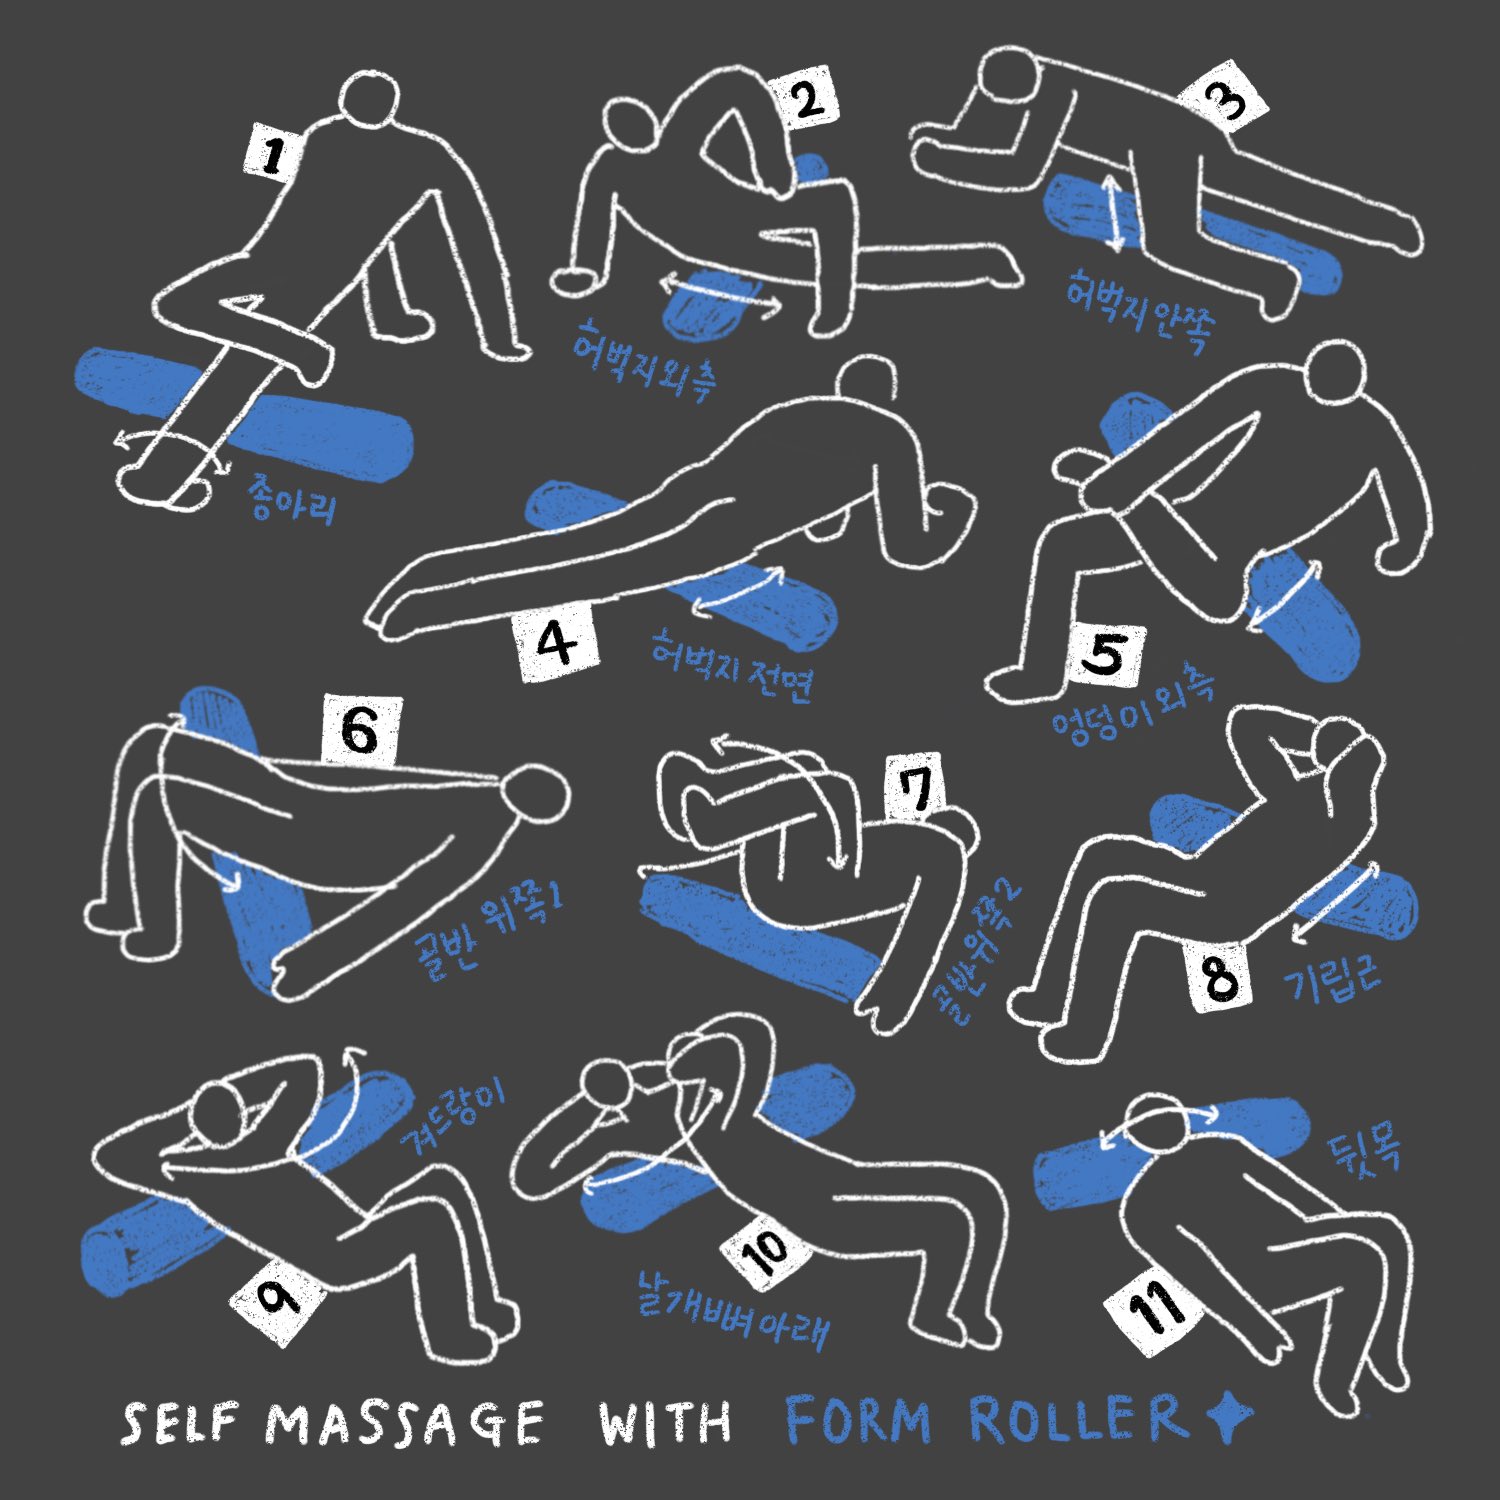 1
종아리
2
허벅지 외측
3
허벅지 안쪽
4
허벅지 전면
5
엉덩이 외측
6
골반 위쪽1
7
골반 위쪽2
8
기립근
9
겨드랑이
10
날개뼈 아래
11
뒷목
SELF MASSAGE WITH FORM ROLLER